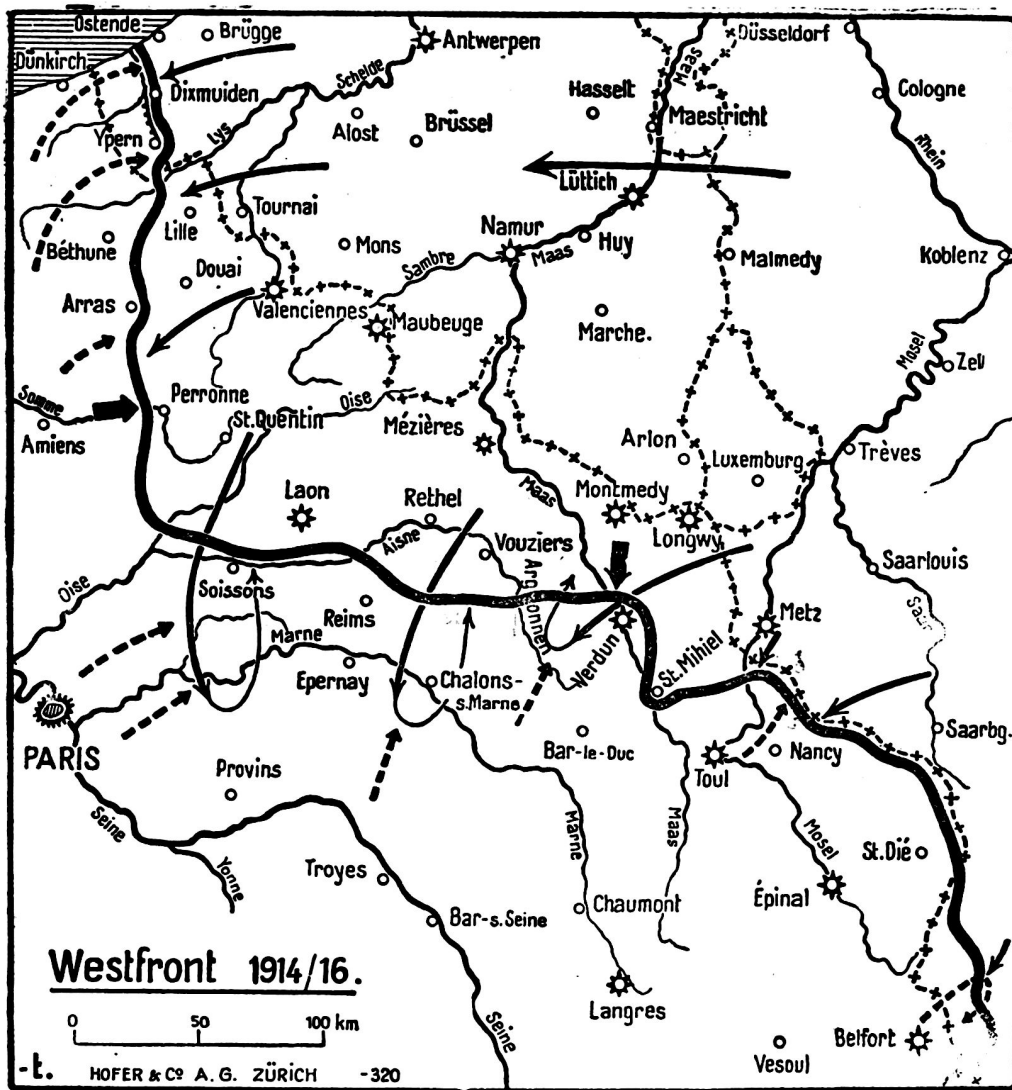 Ostende
Brügge
Antwerpen
Düsseldorf
Dünkirch
Dixmuiden
Schelde
Maas
Cologne
Hasselt
Maestricht
Ypern
Lys
Alost
Brüssel
Rhein
Lüttich
Lille
Tournai
Namur
Béthune
Mons
Maas
Huy
Malmedy
Koblenz
Douai
Sambre
Arras
Valenciennes
Maubeuge
Marche.
Mosel
Zell
Somme
Perronne
Oise
Amiens
St. Quentin
Mézières
Arlon
Luxemburg
Trèves
Laon
Rethel
Maas
Montmedy
Aisne
Vouziers
Longwy
Saarlouis
Oise
Soissons
Argonnen
Reims
Saar
Metz
Marne
Verdun
St. Mihiel
Epernay
Chalons-
s. Marne
PARIS
Bar-le-Duc
Toul
Nancy
Saarbg.
Provins
Seine
Marne
Maas
Mosel
St. Dié
Yonne
Troyes
Épinal
Chaumont
Bar-s. Seine
Westfront 1914/16.
0 50 100 km
Langres
Seine
Belfort
Vesoul
-t. HOFER & Cº A. G. ZÜRICH -320